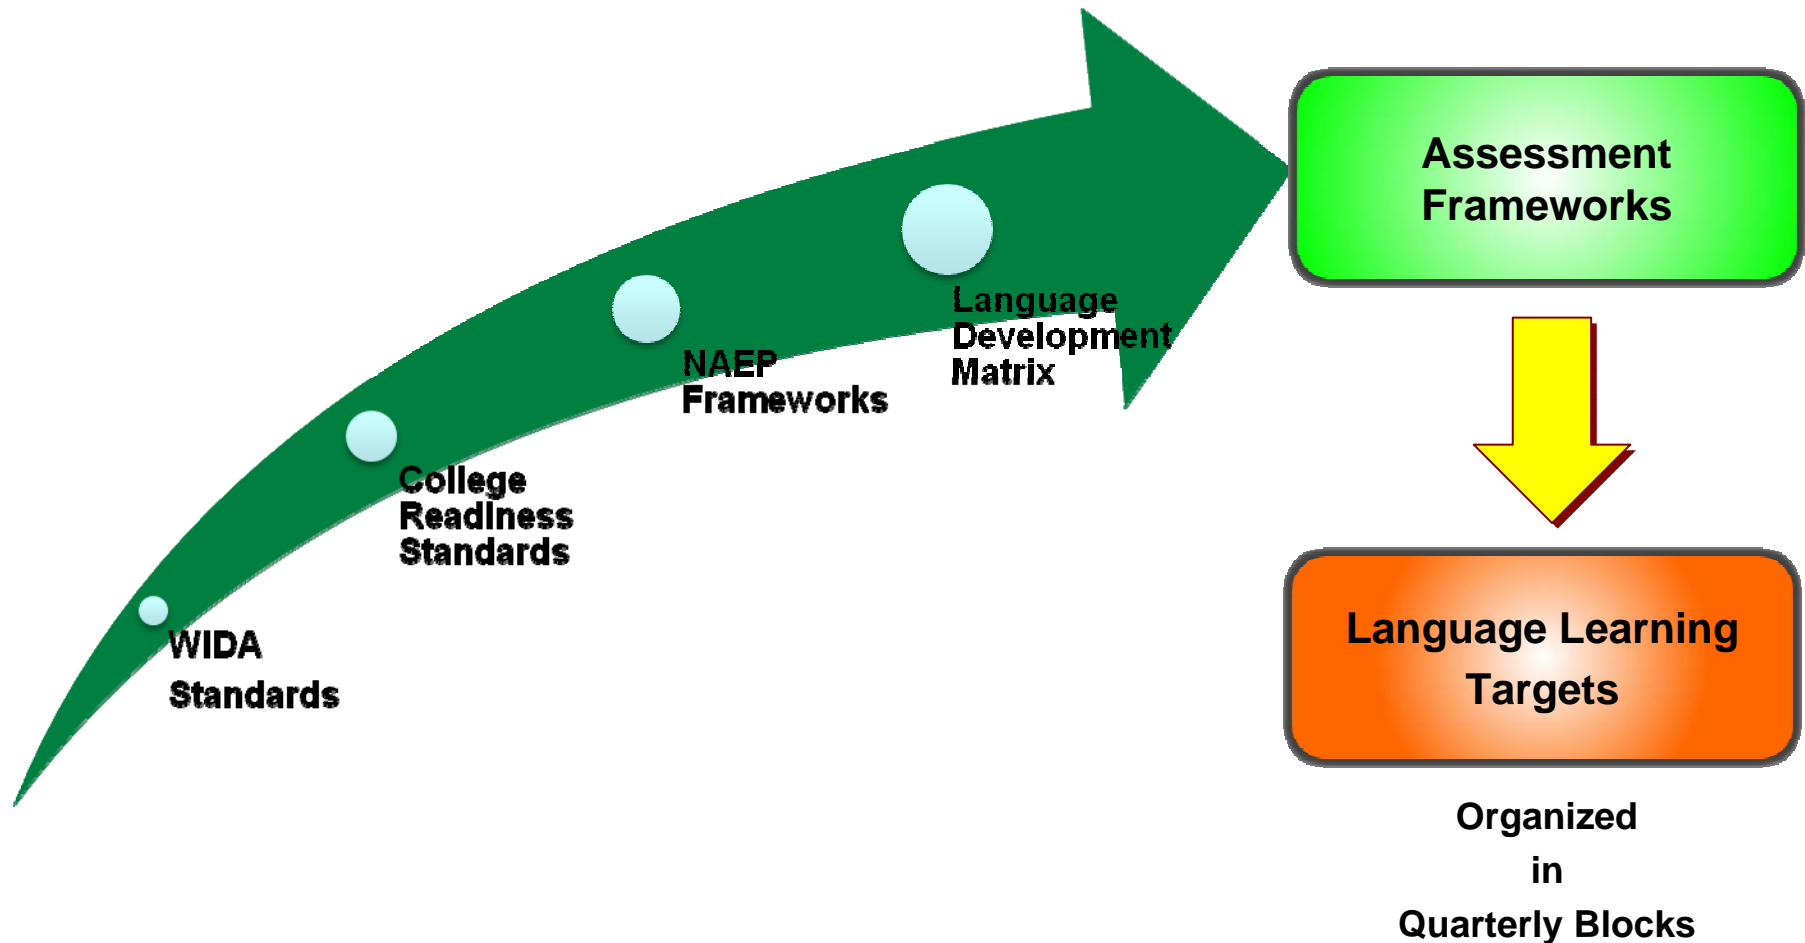 WIDA
Standards
College
Readiness
Standards
NAEP
Frameworks
Language
Development
Matrix
Assessment
Frameworks
Language Learning
Targets
Organized
in
Quarterly Blocks